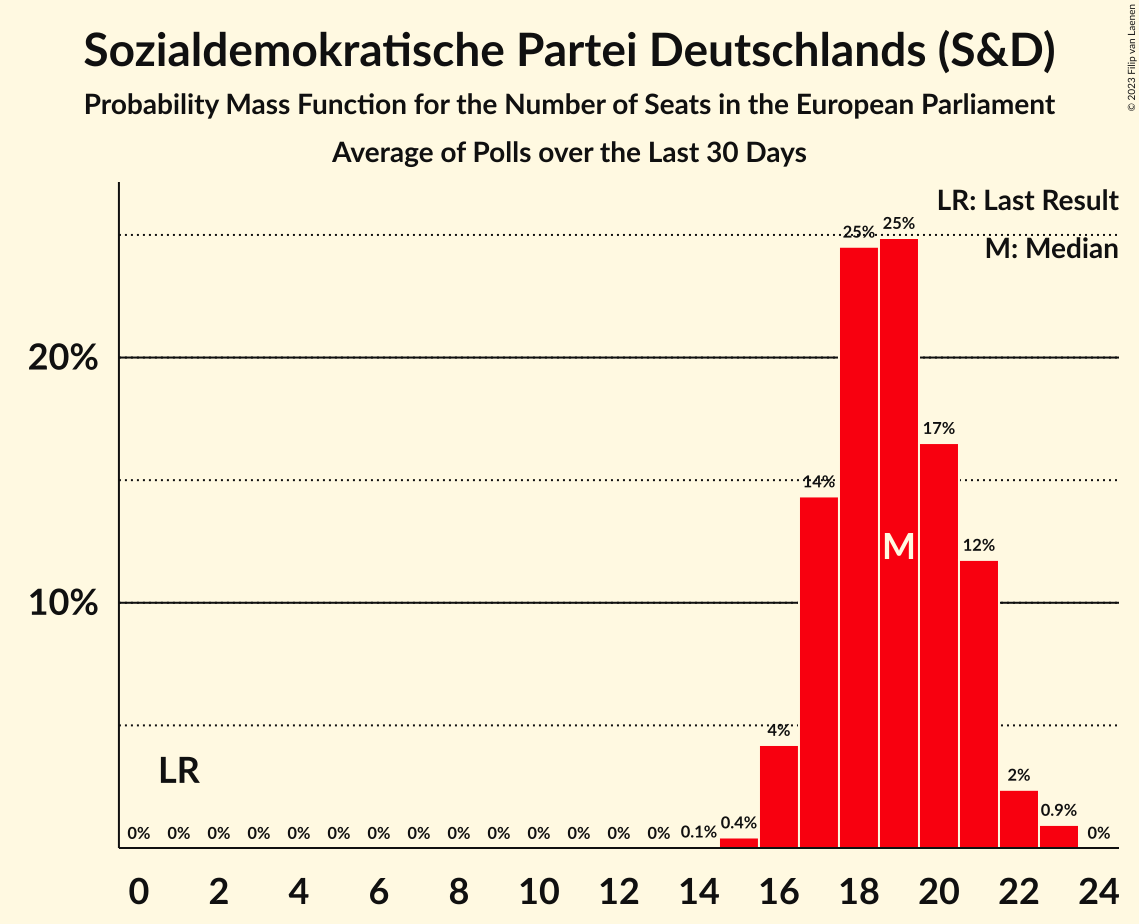 Sozialdemokratische Partei Deutschlands (S&D)
Probability Mass Function for the Number of Seats in the European Parliament
Average of Polls over the Last 30 Days
© 2023 Filip van Laenen
LR: Last Result
M: Median
20%
10%
25%
25%
17%
14%
M
12%
4%
LR
2%
0% 0% 0% 0% 0% 0% 0% 0% 0% 0% 0% 0% 0% 0% 0.1% 0.4% 0.9% 0%
0 2 4 6 8 10 12 14 16 18 20 22 24